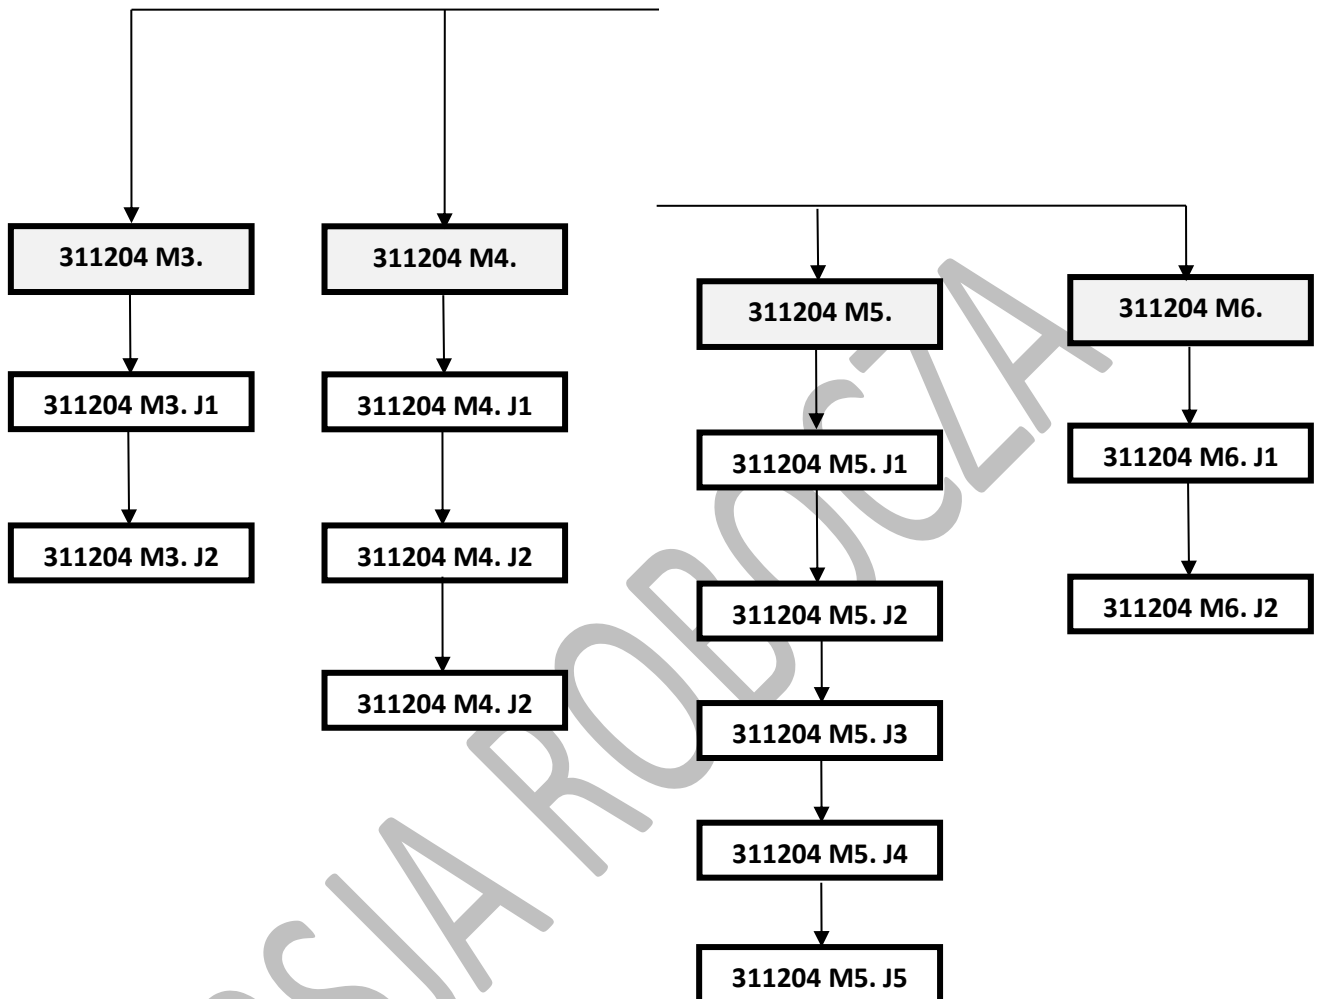 311204 M3.
311204 M3. J1
311204 M3. J2
311204 M4.
311204 M4. J1
311204 M4. J2
311204 M4. J2
311204 M5.
311204 M5. J1
311204 M5. J2
311204 M5. J3
311204 M5. J4
311204 M5. J5
311204 M6.
311204 M6. J1
311204 M6. J2
SJA ROBOCZA